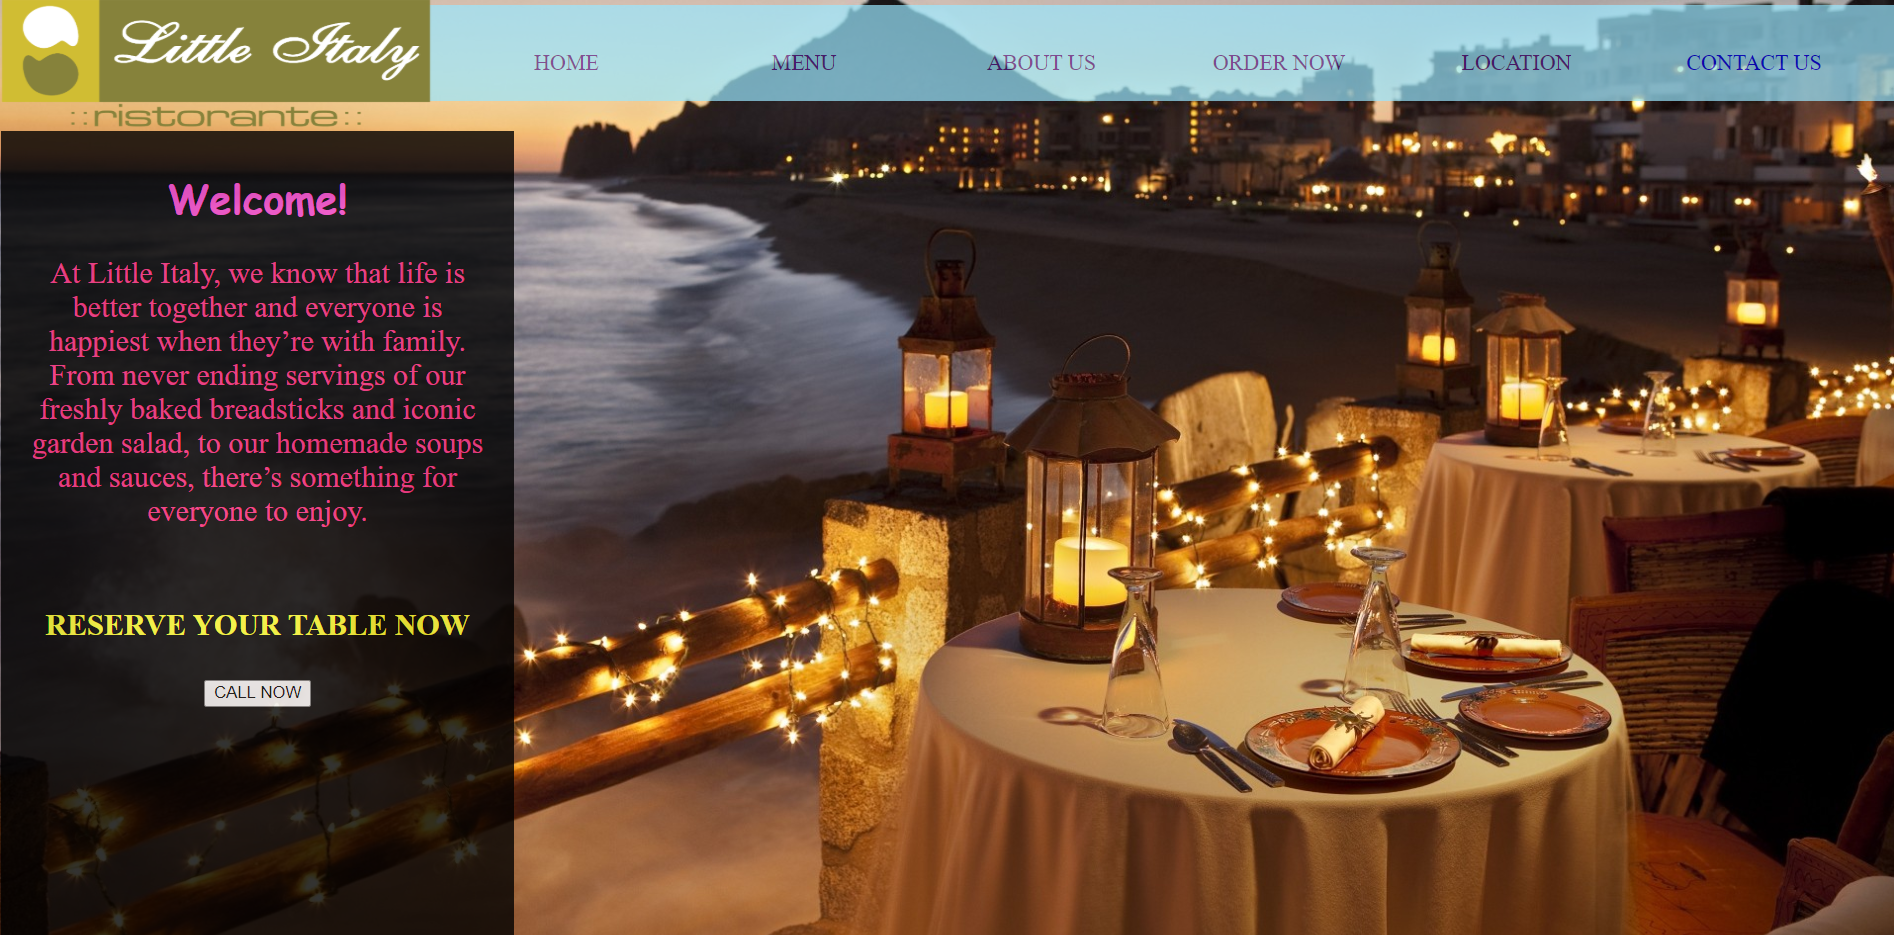 Little Italy
::ristorante::
HOME MENU ABOUT US ORDER NOW LOCATION CONTACT US
Welcome!
At Little Italy, we know that life is
better together and everyone is
happiest when they’re with family.
From never ending servings of our
freshly baked breadsticks and iconic
garden salad, to our homemade soups
and sauces, there’s something for
everyone to enjoy.
RESERVE YOUR TABLE NOW
CALL NOW